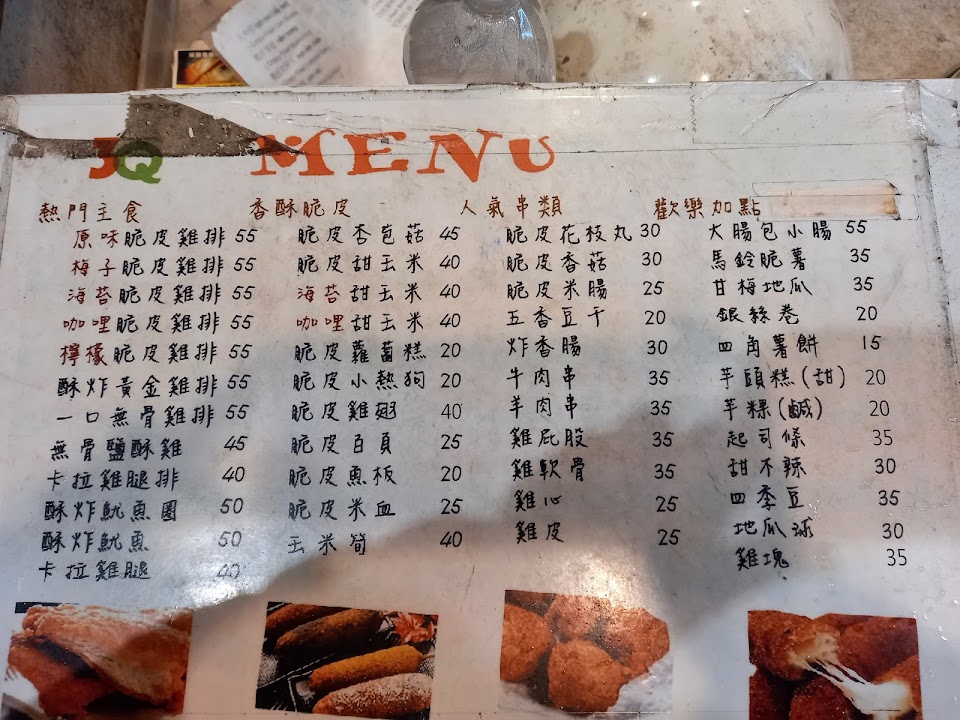 JQ MENU
熱門主食
原味脆皮雞排 55
梅子脆皮雞排 55
海苔脆皮雞排 55
咖哩脆皮雞排 55
檸檬脆皮雞排 55
酥炸黃金雞排 55
一口無骨雞排 55
無骨鹽酥雞 45
卡拉雞腿排 40
酥炸魷魚圈 50
酥炸魷魚 50
卡拉雞腿 40
香酥脆皮
脆皮杏包菇 45
脆皮甜玉米 40
海苔甜玉米 40
咖哩甜玉米 40
脆皮蘿蔔糕 20
脆皮小熱狗 20
脆皮雞翅 40
脆皮百頁 25
脆皮魚板 20
脆皮米血 25
玉米筍 40
人氣串類
脆皮花枝丸 30
脆皮香菇 30
脆皮米腸 25
五香豆干 20
炸香腸 30
牛肉串 35
羊肉串 35
雞屁股 35
雞軟骨 35
雞心 25
雞皮 25
歡樂加點
大腸包小腸 55
馬鈴脆薯 35
甘梅地瓜 35
銀絲卷 20
四角薯餅 15
芋頭糕(甜) 20
芋粿(鹹) 20
起司條 35
甜不辣 30
四季豆 35
地瓜球 30
雞塊 35